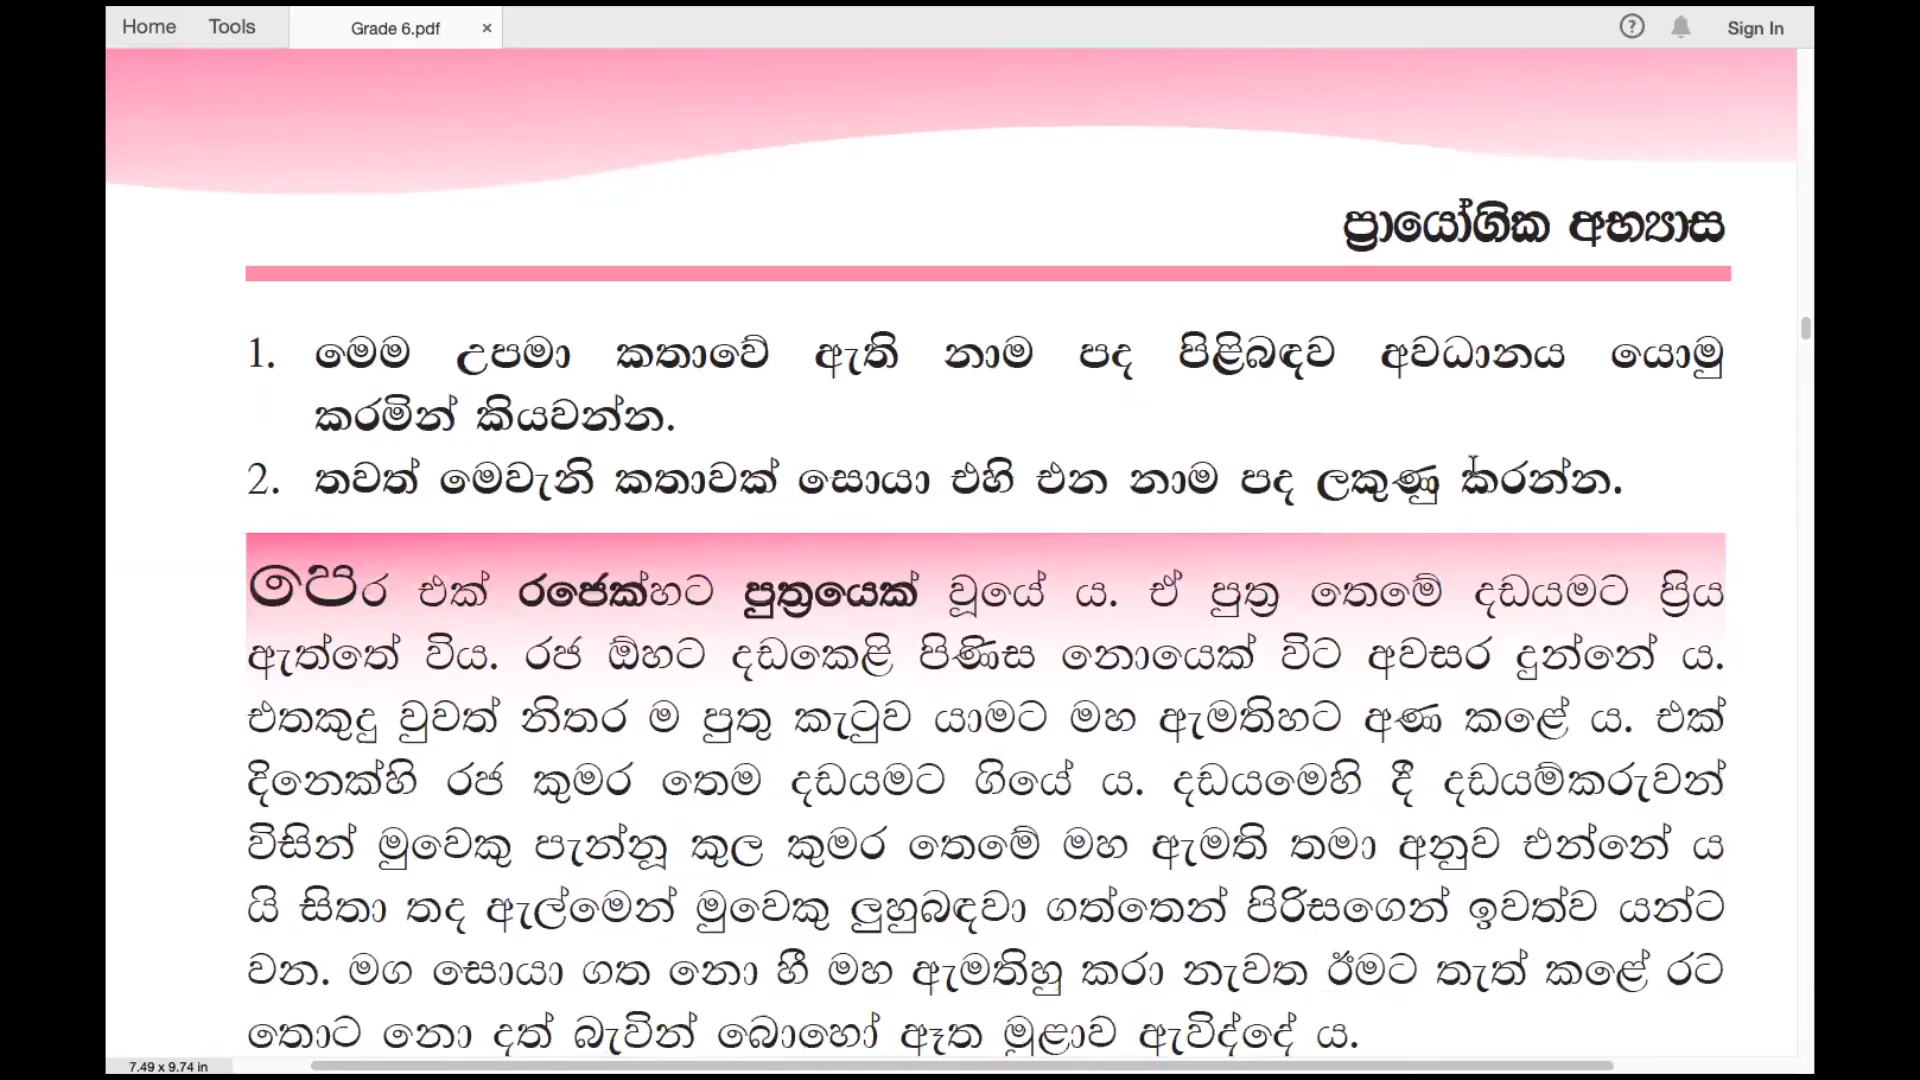 Home Tools Grade 6.pdf × ? Sign In
ප්‍රායෝගික අභ්‍යාස
1. මෙම උපමා කතාවේ ඇති නාම පද පිළිබඳව අවධානය යොමු
කරමින් කියවන්න.
2. තවත් මෙවැනි කතාවක් සොයා එහි එන නාම පද ලකුණු කරන්න.
පෙර එක් රජෙක්හට පුත්‍රයෙක් වූයේ ය. ඒ පුත්‍ර තෙමේ දඩයමට ප්‍රිය
ඇත්තේ විය. රජ ඕහට දඩකෙළි පිණිස නොයෙක් විට අවසර දුන්නේ ය.
එතකුදු වුවත් නිතර ම පුතු කැටුව යාමට මහ ඇමතිහට අණ කළේ ය. එක්
දිනෙක්හි රජ කුමර තෙම දඩයමට ගියේ ය. දඩයමෙහි දී දඩයම්කරුවන්
විසින් මුවෙකු පැන්නූ කුල කුමර තෙමේ මහ ඇමති තමා අනුව එන්නේ ය
යි සිතා තද ඇල්මෙන් මුවෙකු ලුහුබඳවා ගත්තෙන් පිරිසගෙන් ඉවත්ව යන්ට
වන. මග සොයා ගත නො හී මහ ඇමතිහු කරා නැවත ඊමට තැත් කළේ රට
තොට නො දත් බැවින් බොහෝ ඈත මුළාව ඇවිද්දේ ය.
7.49 x 9.74 in